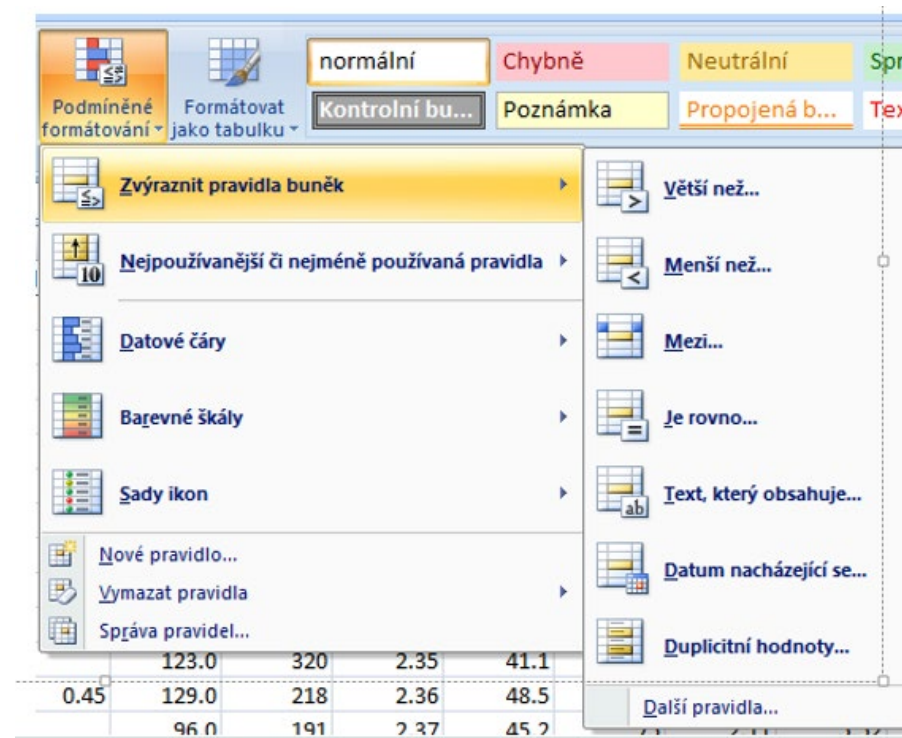 normální Chybně Neutrální Spr
Podmíněné formátování Formátovat jako tabulku Kontrolní bu... Poznámka Propojená b... Tex
Zvýraznit pravidla buněk
Nejpoužívanější či nejméně používaná pravidla
Datové čáry
Barevné škály
Sady ikon
Nové pravidlo...
Vymazat pravidla
Správa pravidel...
Větší než...
Menší než...
Mezi...
Je rovno...
Text, který obsahuje...
Datum nacházející se...
Duplicitní hodnoty...
Další pravidla...
123.0 320 2.35 41.1
0.45 129.0 218 2.36 48.5
96.0 191 2.37 45.2